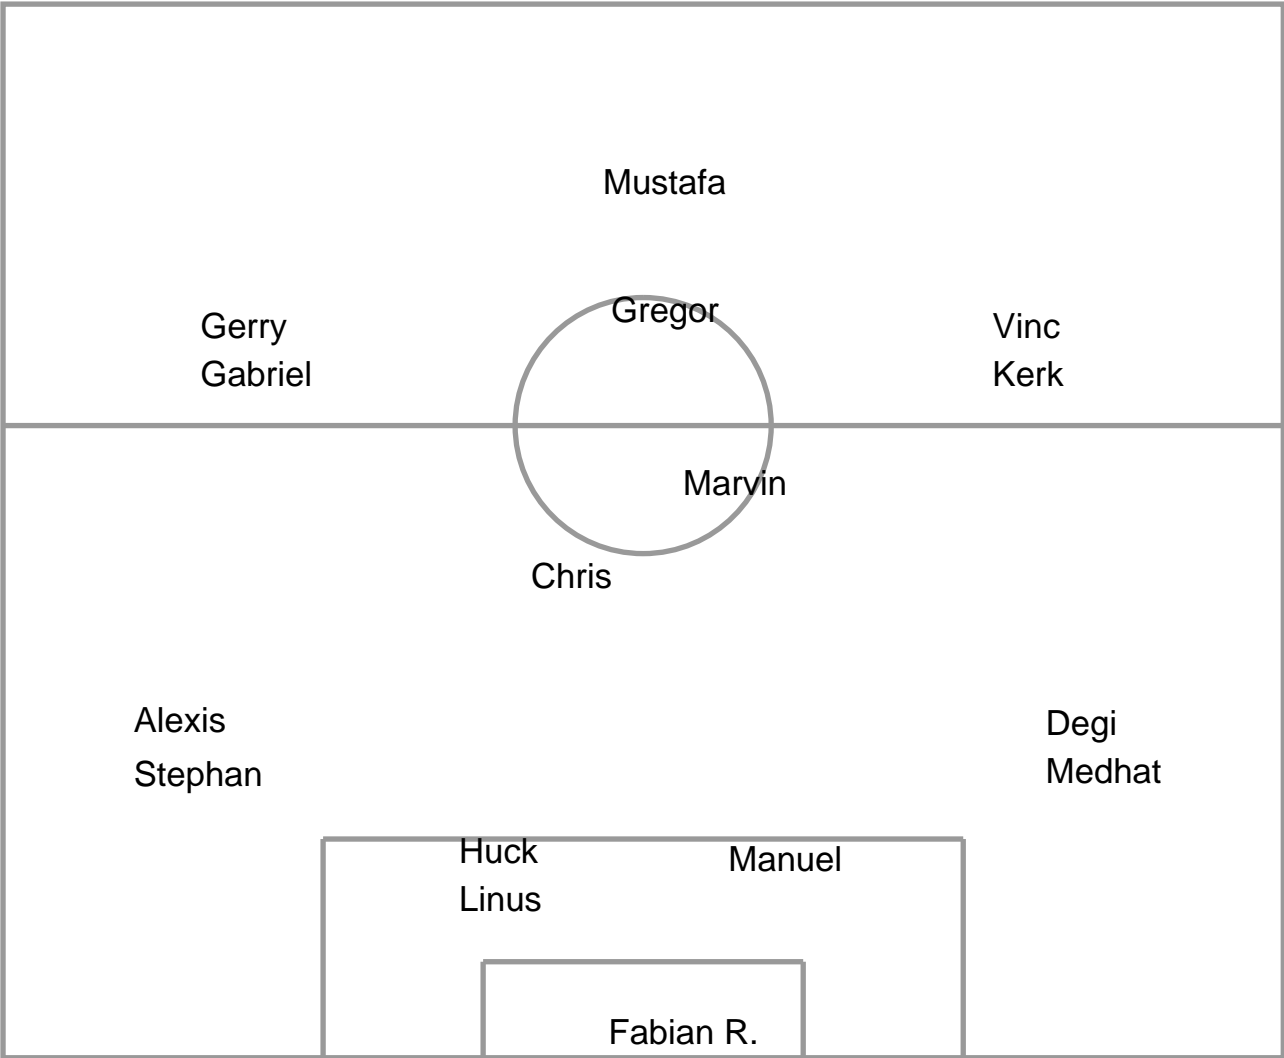 Mustafa
Gregor
Gerry
Gabriel
Vinc
Kerk
Marvin
Chris
Alexis
Stephan
Degi
Medhat
Huck
Linus
Manuel
Fabian R.